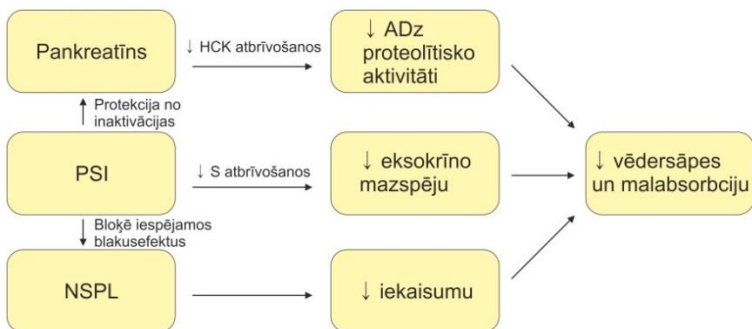 Pankreatīns
↓ HCK atbrīvošanos
↓ ADz
proteolītisko
aktivitāti
Protekcija no
inaktivācijas
PSI
↓ S atbrīvošanos
↓ eksokrīno
mazspēju
↓ vēdersāpes
un malabsorbciju
Bloķē iespējamos
blakusefektus
NSPL
↓ iekaisumu